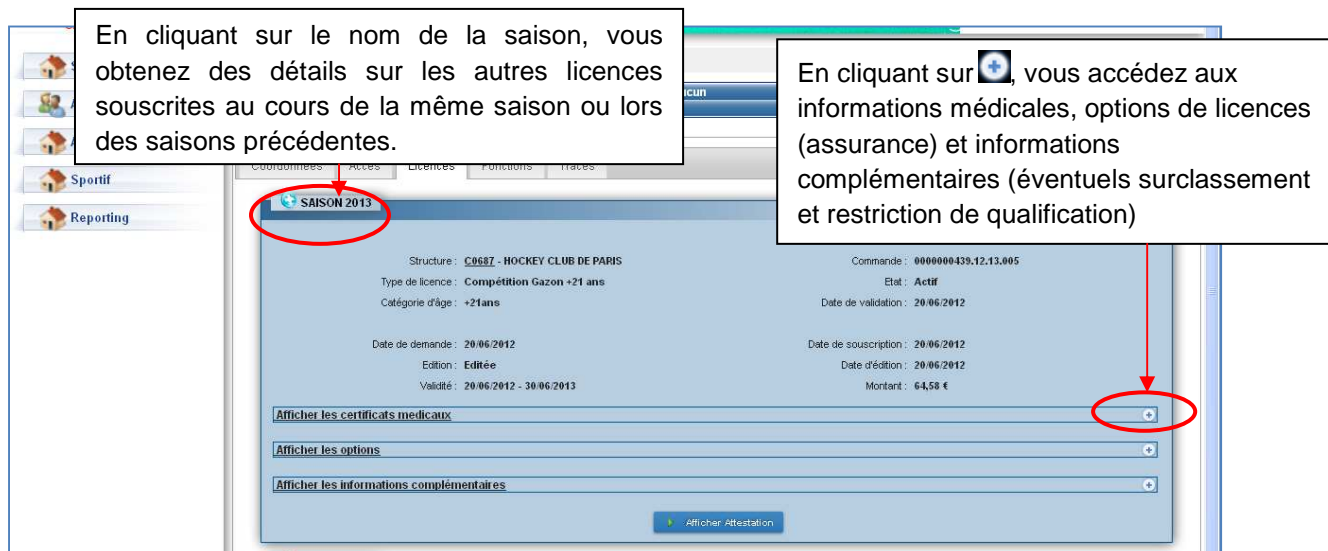 En cliquant sur le nom de la saison, vous
obtenez des détails sur les autres licences
souscrites au cours de la même saison ou lors
des saisons précédentes.
En cliquant sur, vous accédez aux
informations médicales, options de licences
(assurance) et informations
complémentaires (éventuels surclassement
et restriction de qualification)
Sportif
Reporting
Coordonnées Accès Licences Fonctions Traces
SAISON 2013
Structure : C0687 - HOCKEY CLUB DE PARIS Commande : 0000000439.12.13.005
Type de licence : Compétition Gazon +21 ans Etat : Actif
Catégorie d'âge : +21ans Date de validation : 20/06/2012
Date de demande : 20/06/2012 Date de souscription : 20/06/2012
Edition : Editée Date d'édition : 20/06/2012
Validité : 20/06/2012 - 30/06/2013 Montant : 64,58 €
Afficher les certificats medicaux
Afficher les options
Afficher les informations complémentaires
Afficher Attestation